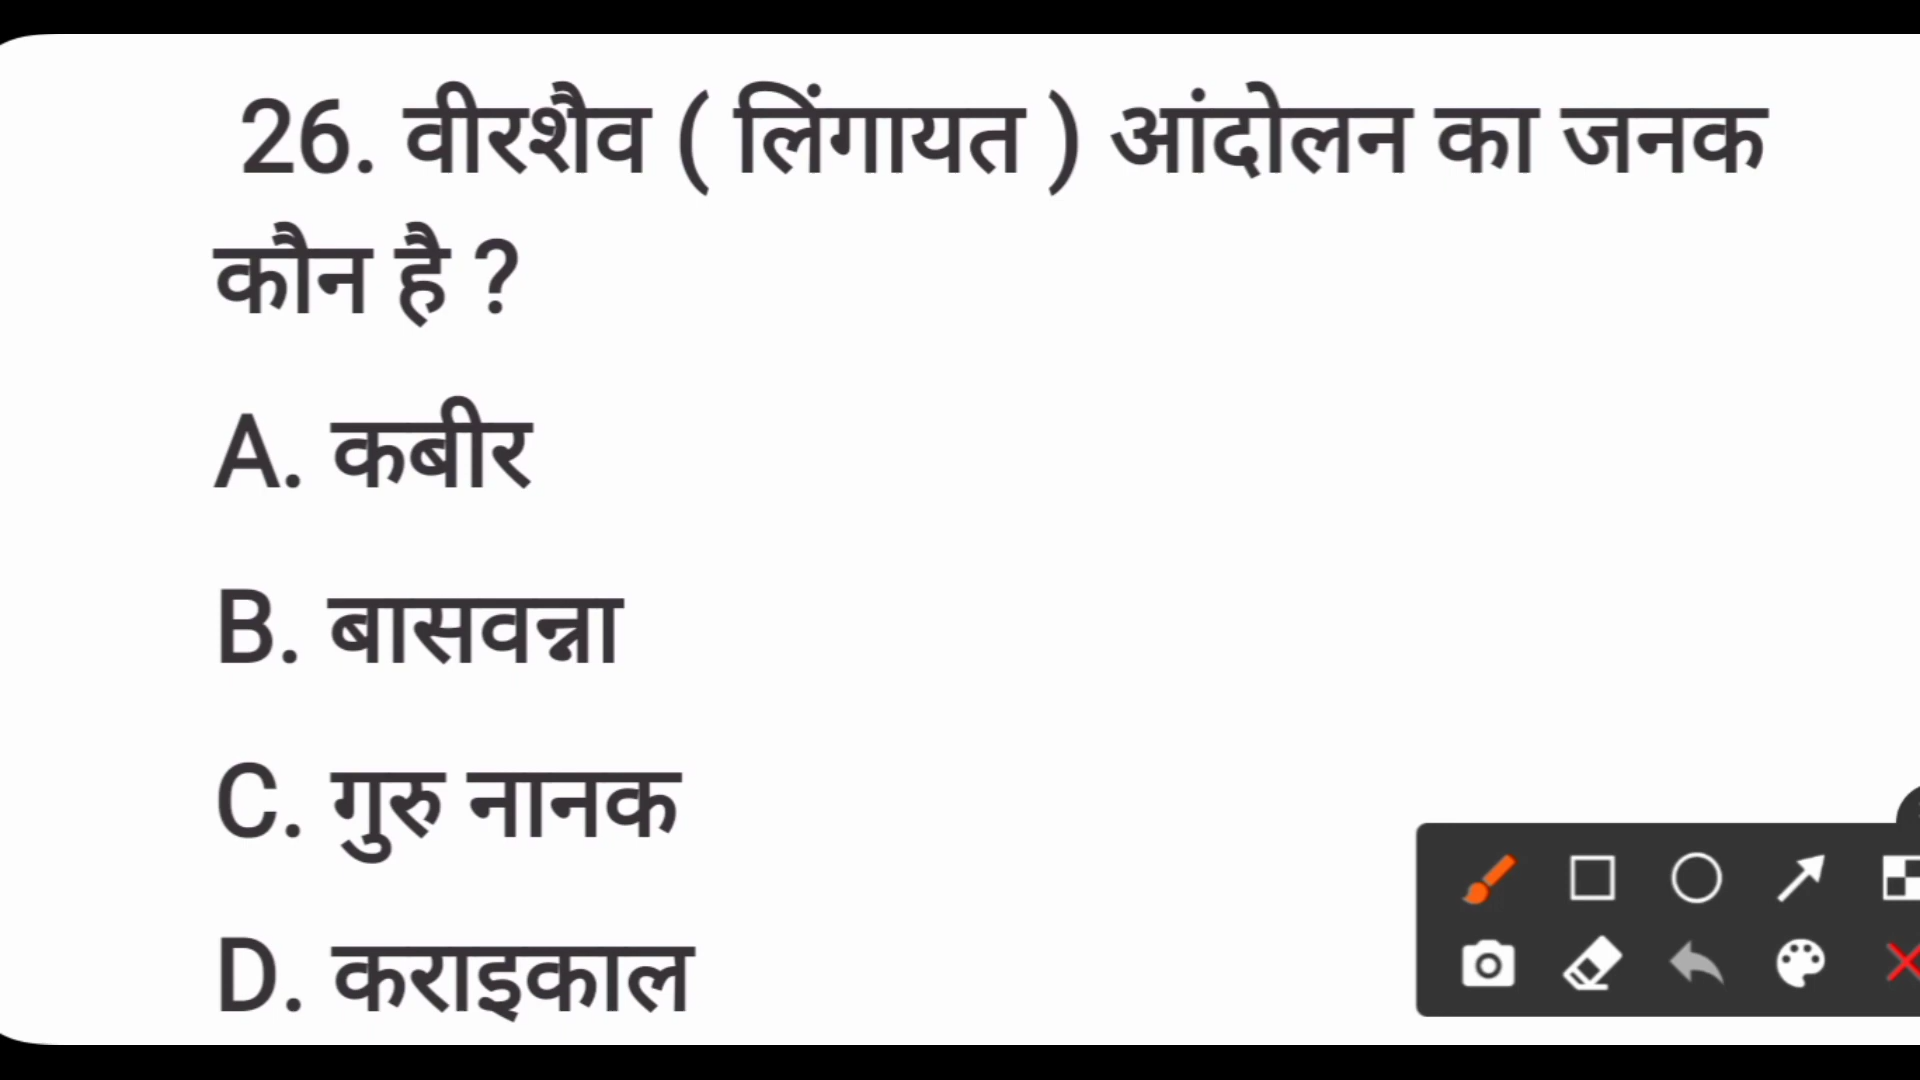 26. वीरशैव ( लिंगायत ) आंदोलन का जनक
कौन है ?
A. कबीर
B. बासवन्ना
C. गुरु नानक
D. कराइकाल